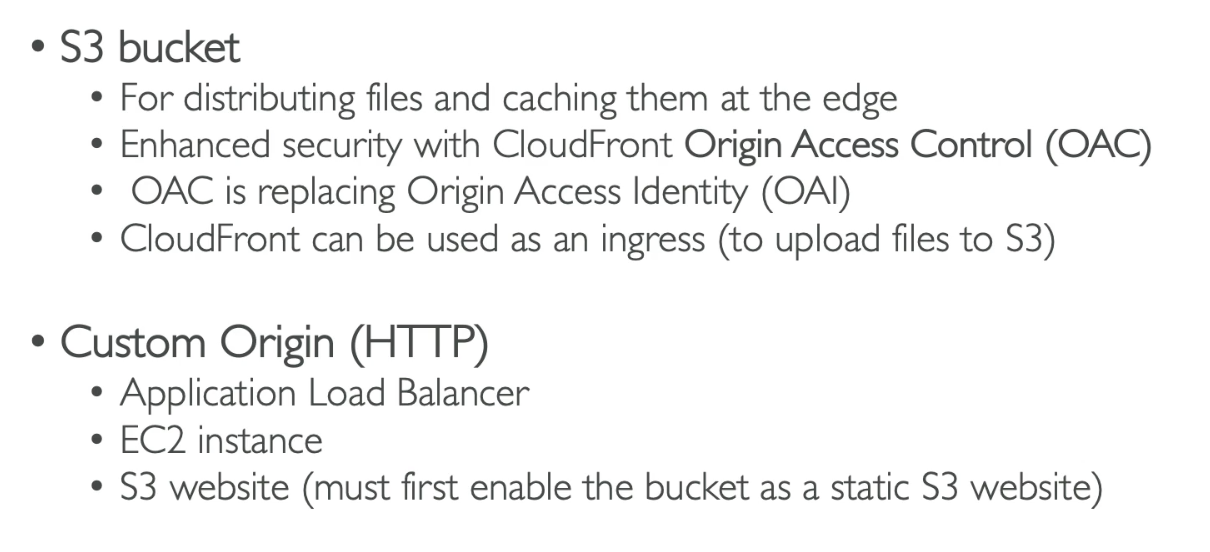 • S3 bucket
• For distributing files and caching them at the edge
• Enhanced security with CloudFront Origin Access Control (OAC)
• OAC is replacing Origin Access Identity (OAI)
• CloudFront can be used as an ingress (to upload files to S3)
• Custom Origin (HTTP)
• Application Load Balancer
• EC2 instance
• S3 website (must first enable the bucket as a static S3 website)